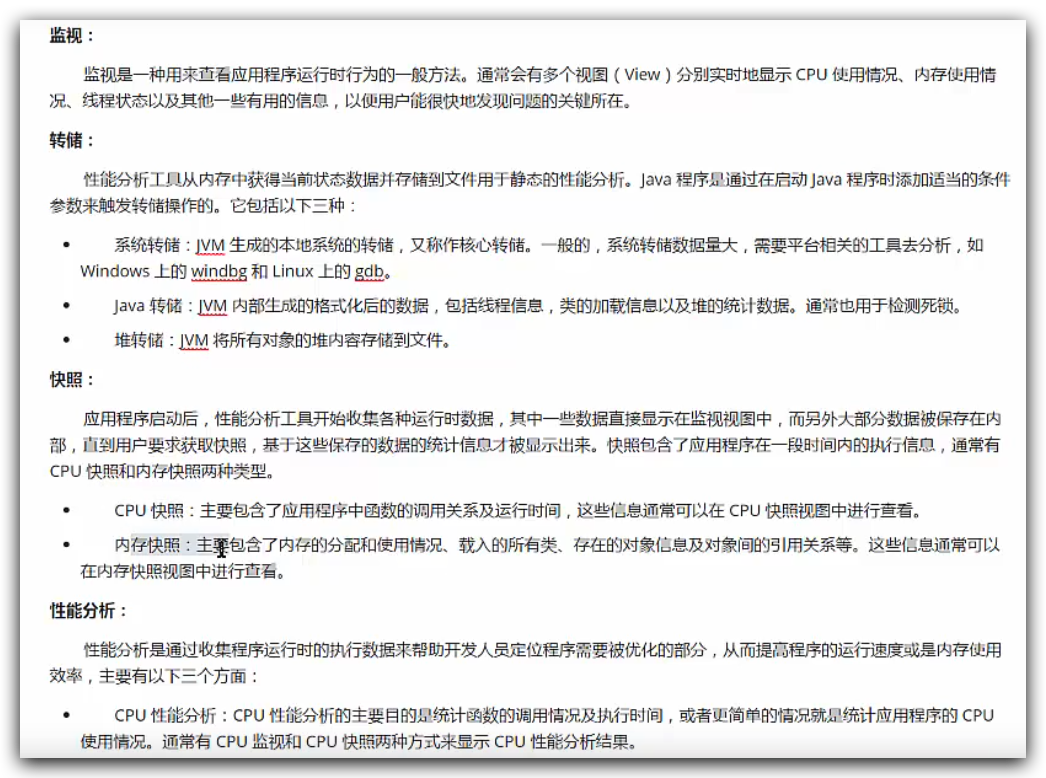 监视：
监视是一种用来查看应用程序运行时行为的一般方法。通常会有多个视图（View）分别实时地显示 CPU 使用情况、内存使用情
况、线程状态以及其他一些有用的信息，以便用户能很快地发现问题的关键所在。
转储：
性能分析工具从内存中获得当前状态数据并存储到文件用于静态的性能分析。Java 程序是通过在启动 Java 程序时添加适当的条件
参数来触发转储操作的。它包括以下三种：
• 系统转储：JVM 生成的本地系统的转储，又称作核心转储。一般的，系统转储数据量大，需要平台相关的工具去分析，如
Windows 上的 windbg 和 Linux 上的 gdb。
• Java 转储：JVM 内部生成的格式化后的数据，包括线程信息，类的加载信息以及堆的统计数据。通常也用于检测死锁。
• 堆转储：JVM 将所有对象的堆内容存储到文件。
快照：
应用程序启动后，性能分析工具开始收集各种运行时数据，其中一些数据直接显示在监视视图中，而另外大部分数据被保存在内
部，直到用户要求获取快照，基于这些保存的数据的统计信息才被显示出来。快照包含了应用程序在一段时间内的执行信息，通常有
CPU 快照和内存快照两种类型。
• CPU 快照：主要包含了应用程序中函数的调用关系及运行时间，这些信息通常可以在 CPU 快照视图中进行查看。
• 内存快照：主要包含了内存的分配和使用情况、载入的所有类、存在的对象信息及对象间的引用关系等。这些信息通常可以
在内存快照视图中进行查看。
性能分析：
性能分析是通过收集程序运行时的执行数据来帮助开发人员定位程序需要被优化的部分，从而提高程序的运行速度或是内存使用
效率，主要有以下三个方面：
• CPU 性能分析：CPU 性能分析的主要目的是统计函数的调用情况及执行时间，或者更简单的情况就是统计应用程序的 CPU
使用情况。通常有 CPU 监视和 CPU 快照两种方式来显示 CPU 性能分析结果。